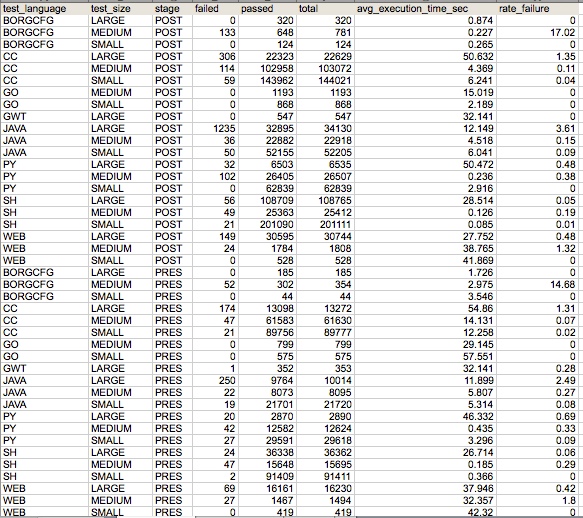 test_language test_size stage failed passed total avg_execution_time_sec rate_failure
BORGCFG LARGE POST 0 320 320 0.874 0
BORGCFG MEDIUM POST 133 648 781 0.227 17.02
BORGCFG SMALL POST 0 124 124 0.265 0
CC LARGE POST 306 22323 22629 50.632 1.35
CC MEDIUM POST 114 102958 103072 4.369 0.11
CC SMALL POST 59 143962 144021 6.241 0.04
GO MEDIUM POST 0 1193 1193 15.019 0
GO SMALL POST 0 868 868 2.189 0
GWT LARGE POST 0 547 547 32.141 0
JAVA LARGE POST 1235 32895 34130 12.149 3.61
JAVA MEDIUM POST 36 22882 22918 4.518 0.15
JAVA SMALL POST 50 52155 52205 6.041 0.09
PY LARGE POST 32 6503 6535 50.472 0.48
PY MEDIUM POST 102 26405 26507 0.236 0.38
PY SMALL POST 0 62839 62839 2.916 0
SH LARGE POST 56 108709 108765 28.514 0.05
SH MEDIUM POST 49 25363 25412 0.126 0.19
SH SMALL POST 21 201090 201111 0.085 0.01
WEB LARGE POST 149 30595 30744 27.752 0.48
WEB MEDIUM POST 24 1784 1808 38.765 1.32
WEB SMALL POST 0 528 528 41.869 0
BORGCFG LARGE PRES 0 185 185 1.726 0
BORGCFG MEDIUM PRES 52 302 354 2.975 14.68
BORGCFG SMALL PRES 0 44 44 3.546 0
CC LARGE PRES 174 13098 13272 54.86 1.31
CC MEDIUM PRES 47 61583 61630 14.131 0.07
CC SMALL PRES 21 89756 89777 12.258 0.02
GO MEDIUM PRES 0 799 799 29.145 0
GO SMALL PRES 0 575 575 57.551 0
GWT LARGE PRES 1 352 353 32.141 0.28
JAVA LARGE PRES 250 9764 10014 11.899 2.49
JAVA MEDIUM PRES 22 8073 8095 5.807 0.27
JAVA SMALL PRES 19 21701 21720 5.314 0.08
PY LARGE PRES 20 2870 2890 46.332 0.69
PY MEDIUM PRES 42 12582 12624 0.435 0.33
PY SMALL PRES 27 29591 29618 3.296 0.09
SH LARGE PRES 24 36338 36362 26.714 0.06
SH MEDIUM PRES 47 15648 15695 0.185 0.29
SH SMALL PRES 2 91409 91411 0.366 0
WEB LARGE PRES 69 16161 16230 37.946 0.42
WEB MEDIUM PRES 27 1467 1494 32.357 1.8
WEB SMALL PRES 0 419 419 42.32 0